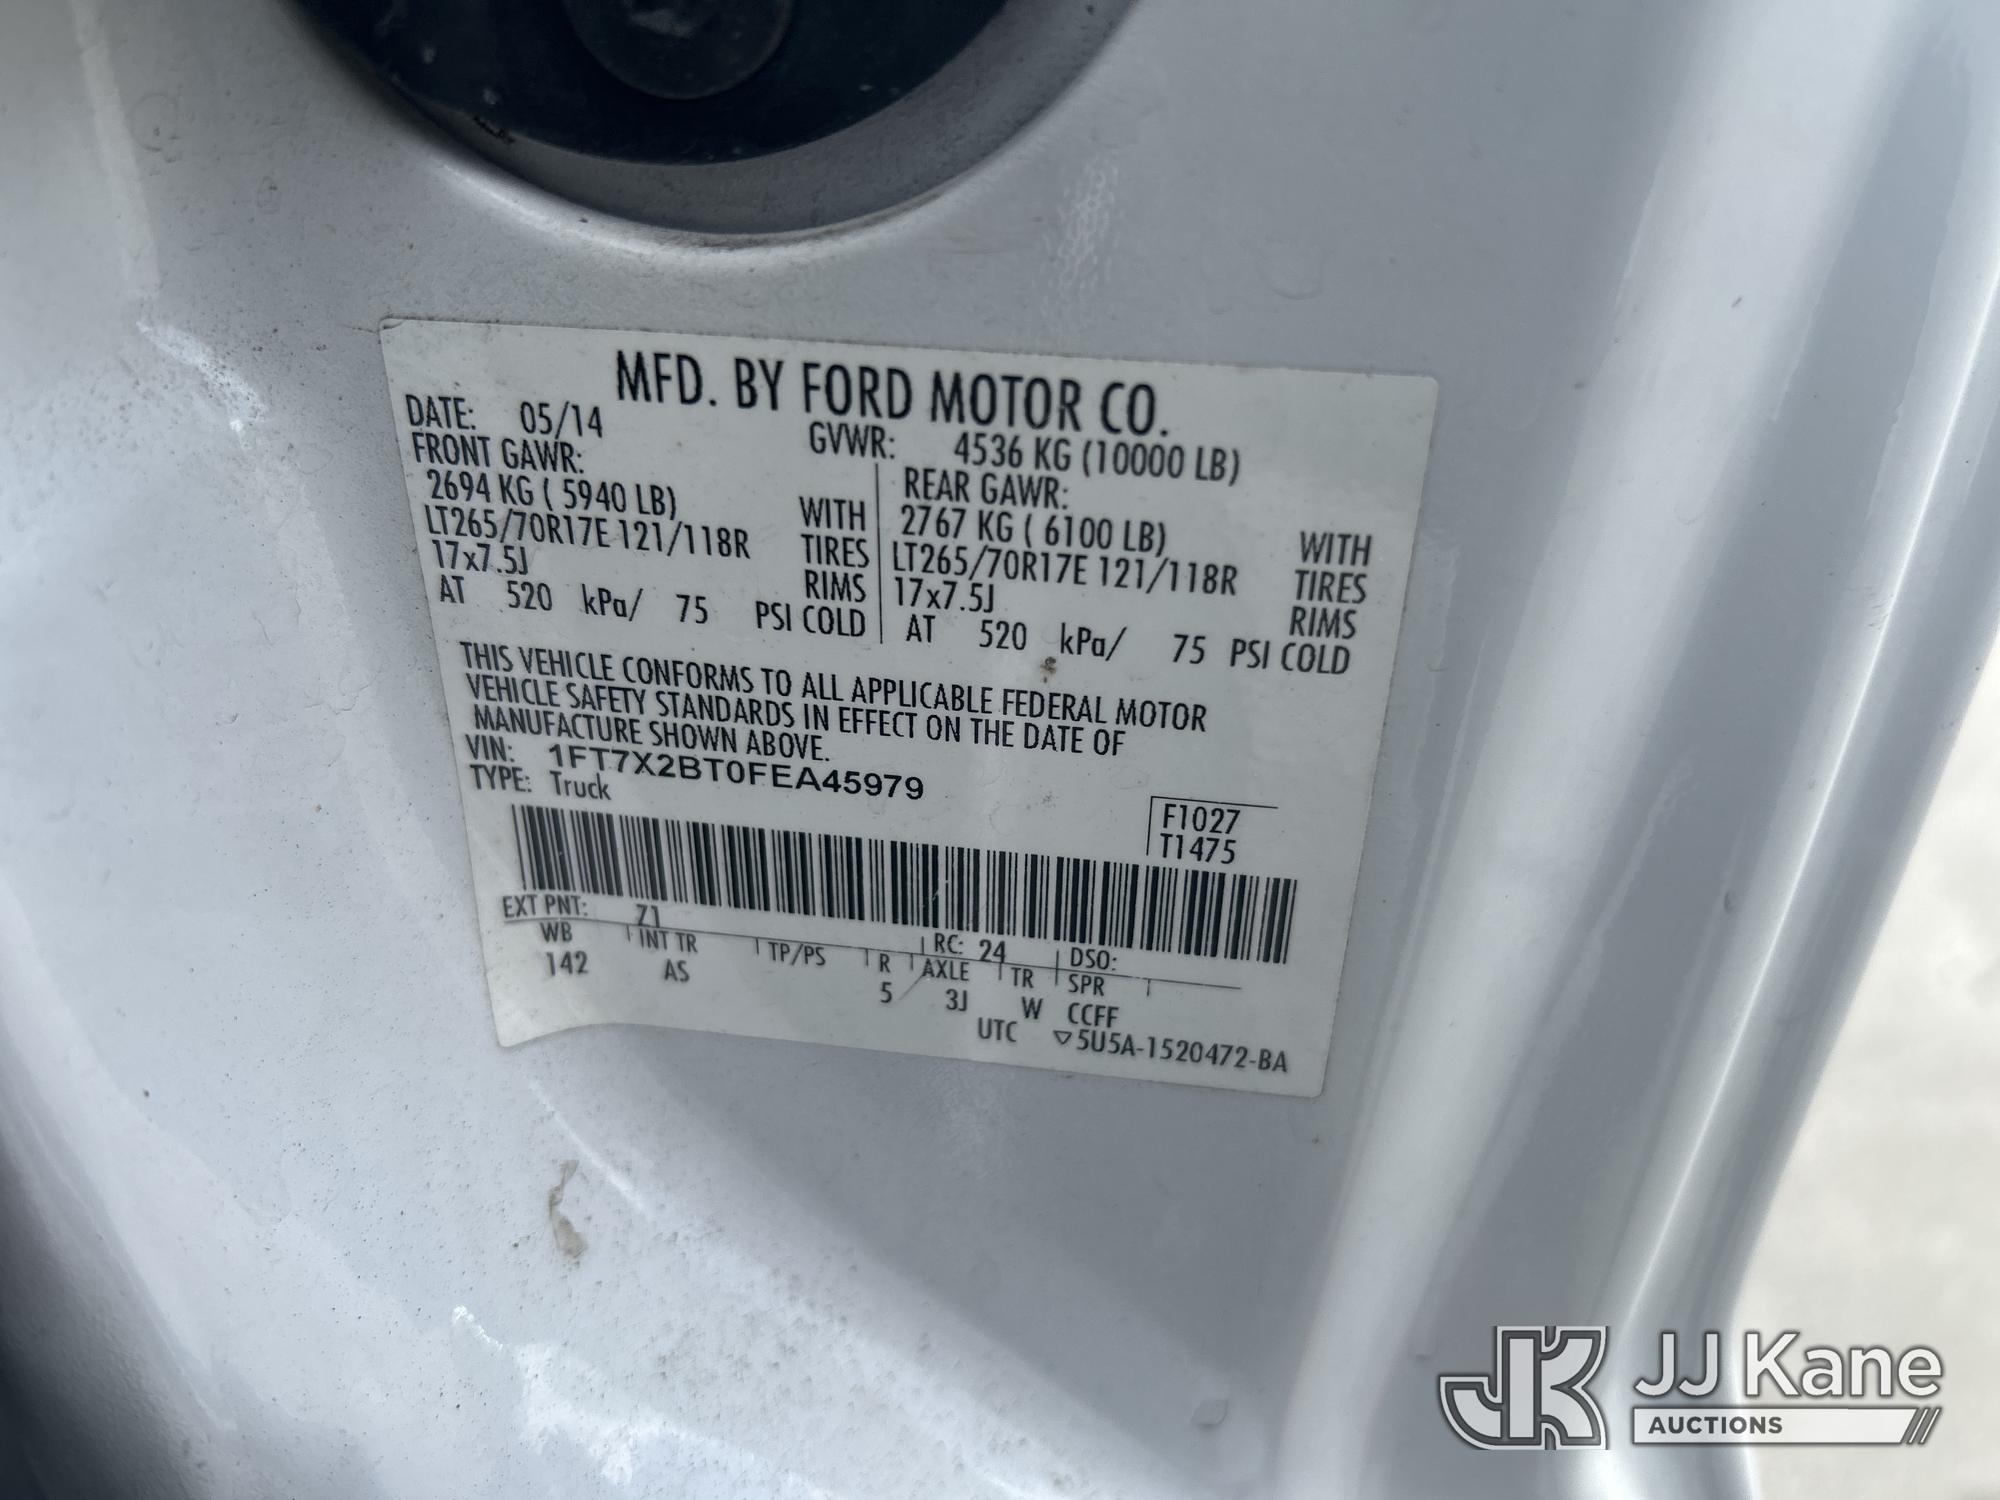 MFD. BY FORD MOTOR CO.
DATE: 05/14 GVWR: 4536 KG (10000 LB)
FRONT GAWR: REAR GAWR:
2694 KG ( 5940 LB) WITH 2767 KG ( 6100 LB) WITH
LT265/70R17E 121/118R TIRES LT265/70R17E 121/118R TIRES
17x7.5J RIMS 17x7.5J RIMS
AT 520 kPa/ 75 PSI COLD AT 520 kPa/ 75 PSI COLD
THIS VEHICLE CONFORMS TO ALL APPLICABLE FEDERAL MOTOR
VEHICLE SAFETY STANDARDS IN EFFECT ON THE DATE OF
MANUFACTURE SHOWN ABOVE.
VIN: 1FT7X2BT0FEA45979
TYPE: Truck
F1027
T1475
EXT PNT: Z1 RC: 24 DSO:
WB INT TR TP/PS R AXLE TR SPR
142 AS 5 3J W CCFF
UTC ▽5U5A-1520472-BA
JK JJ Kane
AUCTIONS